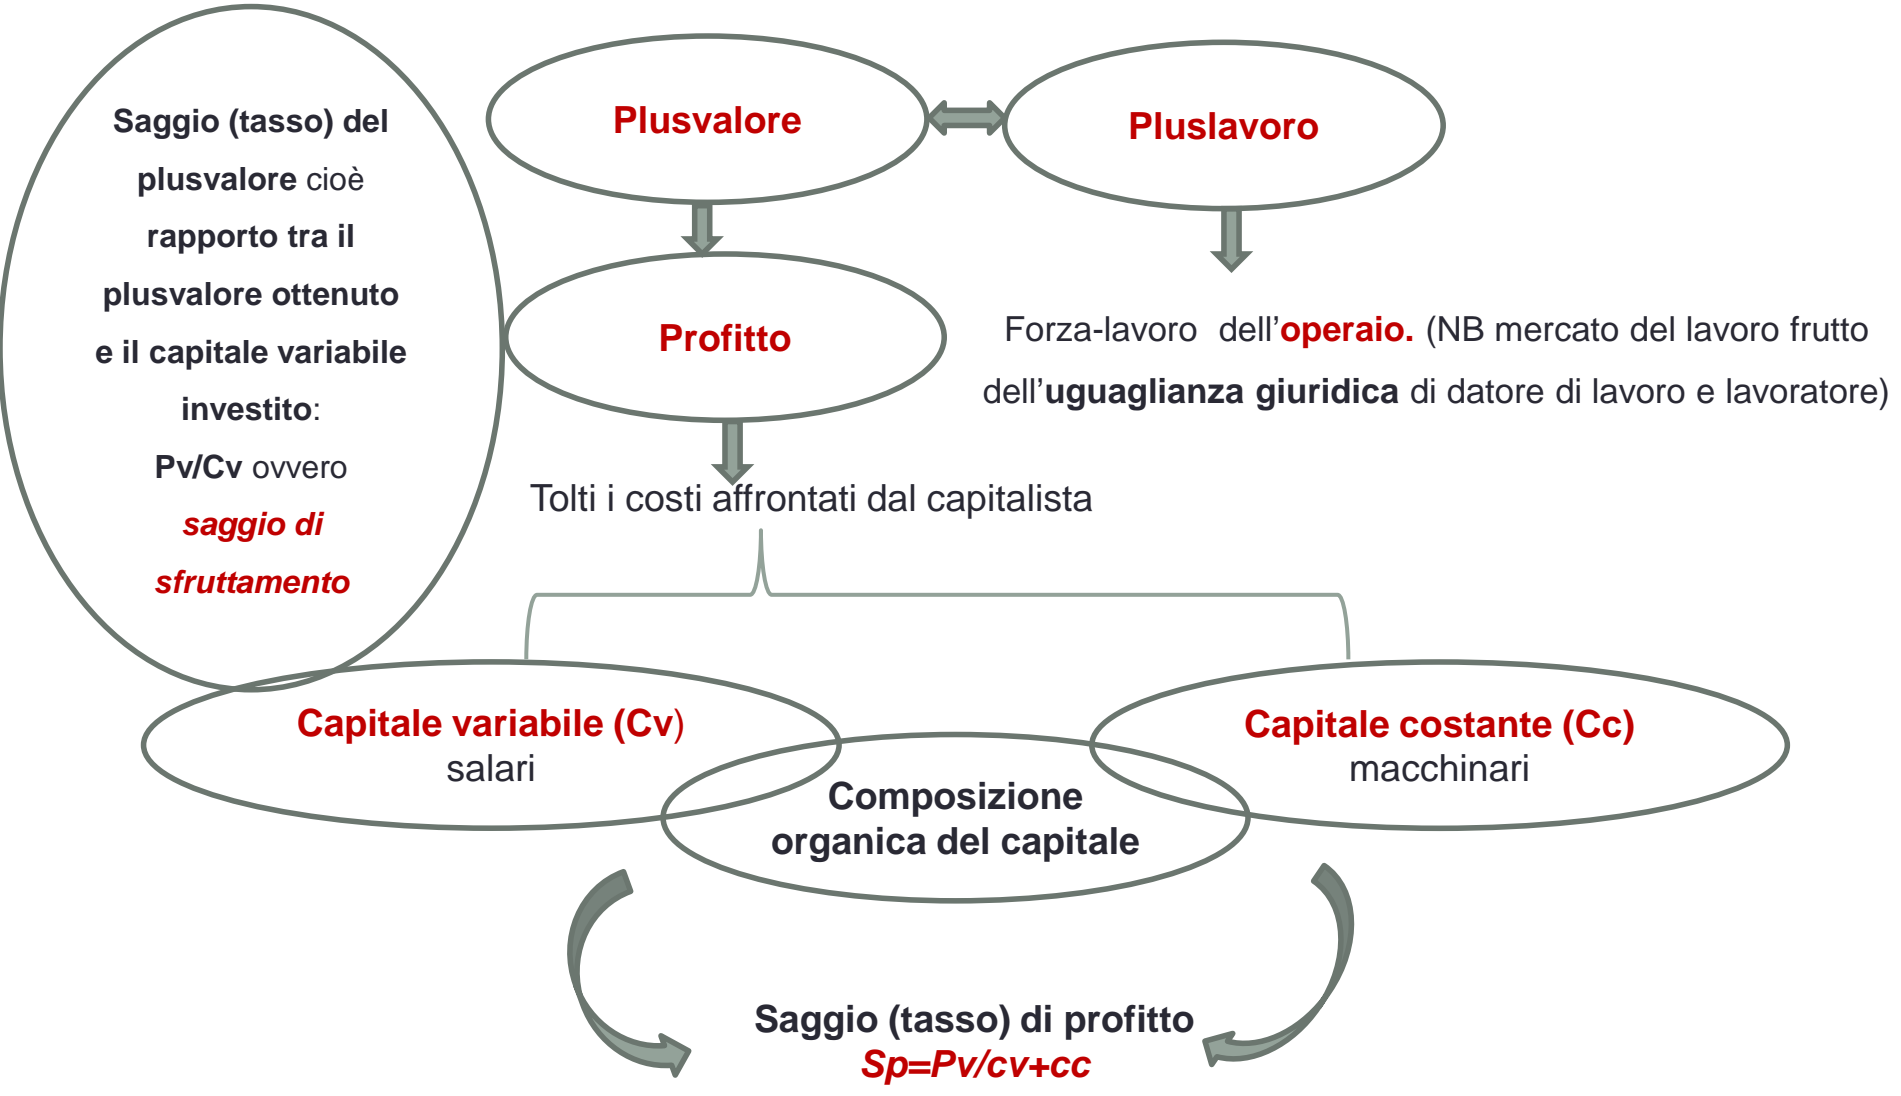 Saggio (tasso) del
plusvalore cioè
rapporto tra il
plusvalore ottenuto
e il capitale variabile
investito:
Pv/Cv ovvero
saggio di
sfruttamento
Plusvalore
Pluslavoro
Profitto
Forza-lavoro dell'operaio. (NB mercato del lavoro frutto
dell'uguaglianza giuridica di datore di lavoro e lavoratore)
Tolti i costi affrontati dal capitalista
Capitale variabile (Cv)
salari
Capitale costante (Cc)
macchinari
Composizione
organica del capitale
Saggio (tasso) di profitto
Sp=Pv/cv+cc